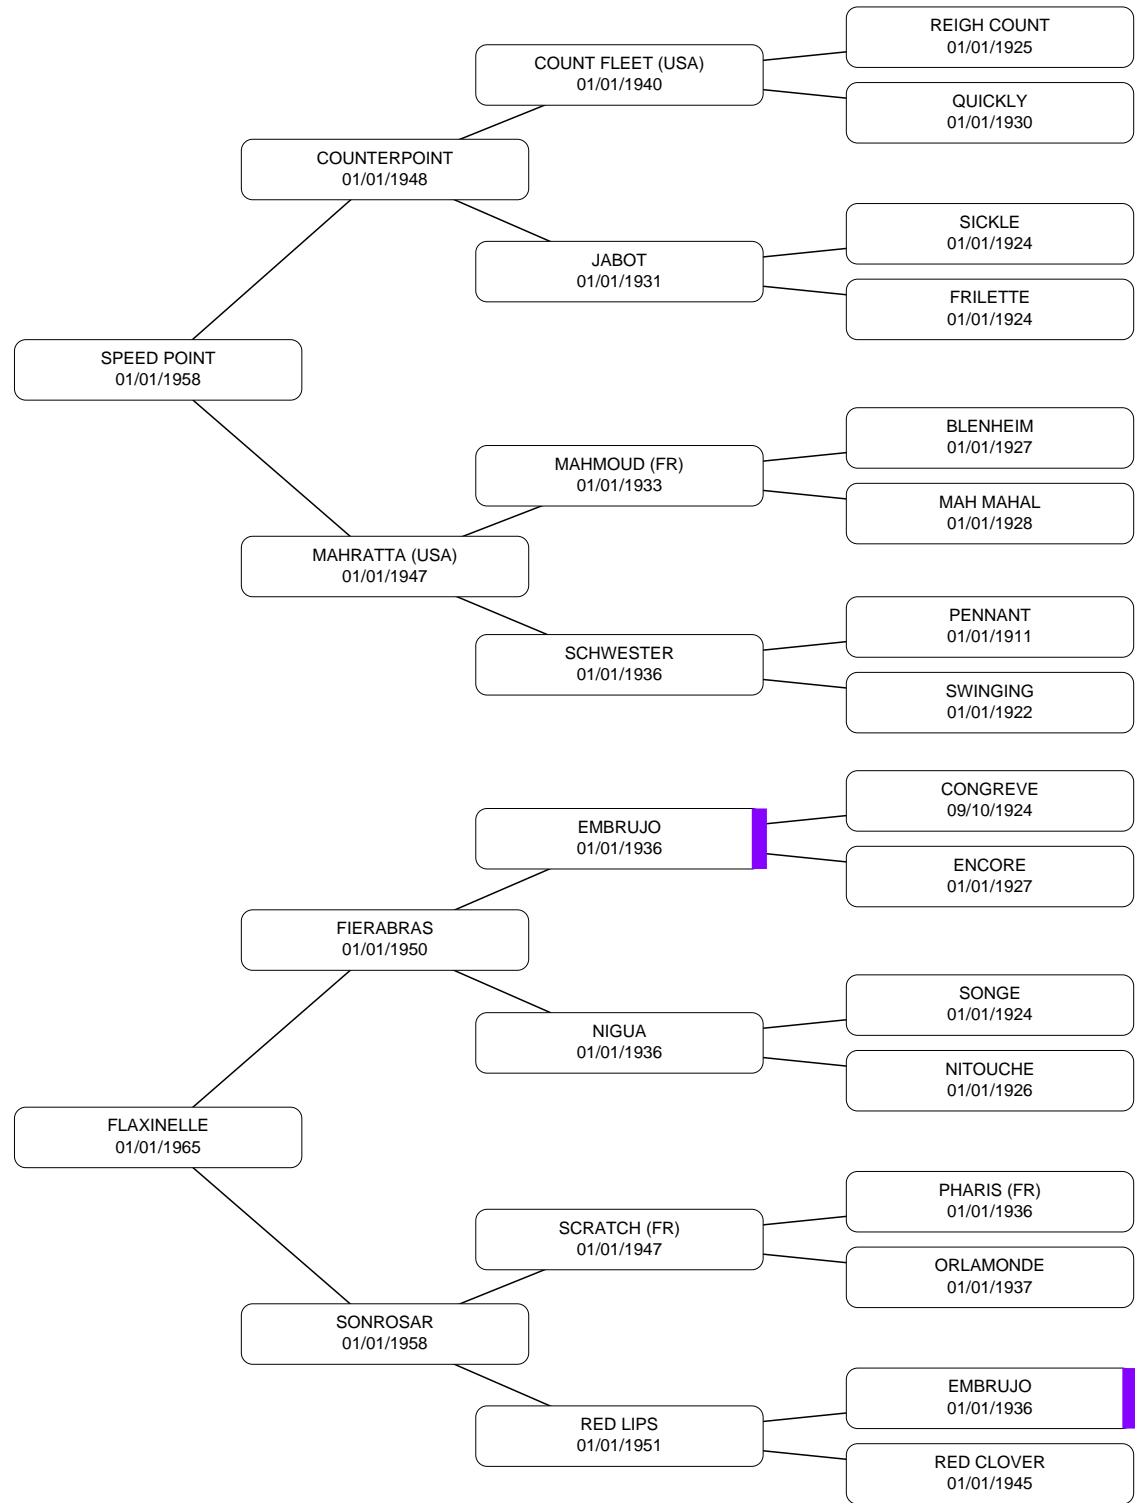 REIGH COUNT
01/01/1925
COUNT FLEET (USA)
01/01/1940
QUICKLY
01/01/1930
COUNTERPOINT
01/01/1948
SICKLE
01/01/1924
JABOT
01/01/1931
FRILETTE
01/01/1924
SPEED POINT
01/01/1958
BLENHEIM
01/01/1927
MAHMOUD (FR)
01/01/1933
MAH MAHAL
01/01/1928
MAHRATTA (USA)
01/01/1947
PENNANT
01/01/1911
SCHWESTER
01/01/1936
SWINGING
01/01/1922
CONGREVE
09/10/1924
EMBRUJO
01/01/1936
ENCORE
01/01/1927
FIERABRAS
01/01/1950
SONGE
01/01/1924
NIGUA
01/01/1936
NITOUCHE
01/01/1926
FLAXINELLE
01/01/1965
PHARIS (FR)
01/01/1936
SCRATCH (FR)
01/01/1947
ORLAMONDE
01/01/1937
SONROSAR
01/01/1958
EMBRUJO
01/01/1936
RED LIPS
01/01/1951
RED CLOVER
01/01/1945